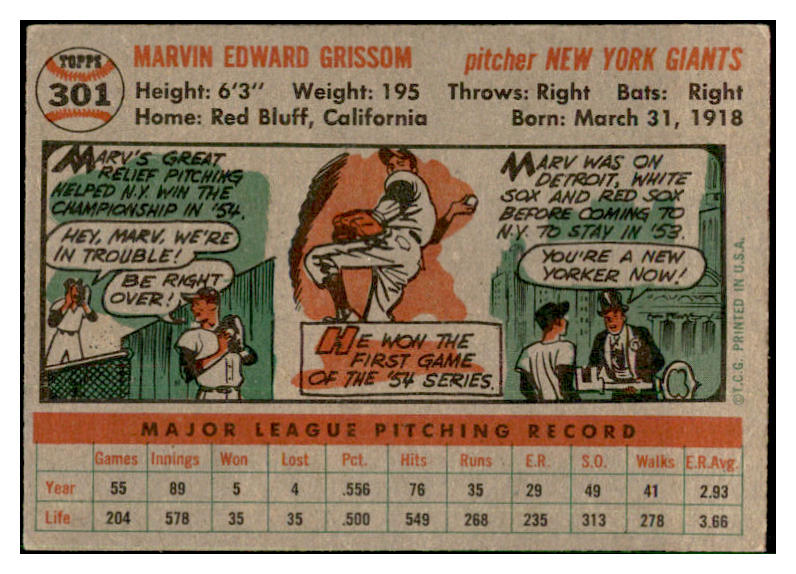 TOPPS
301
MARVIN EDWARD GRISSOM pitcher NEW YORK GIANTS
Height: 6'3" Weight: 195 Throws: Right Bats: Right
Home: Red Bluff, California Born: March 31, 1918
MARV'S GREAT
RELIEF PITCHING
HELPED N.Y. WIN THE
CHAMPIONSHIP IN '54.
HEY, MARV, WE'RE
IN TROUBLE!
BE RIGHT
OVER!
HE WON THE
FIRST GAME
OF THE '54 SERIES.
MARV WAS ON
DETROIT, WHITE
SOX AND RED SOX
BEFORE COMING TO
N.Y. TO STAY IN '53.
YOU'RE A NEW
YORKER NOW!
©T.C.G. PRINTED IN U.S.A.
MAJOR LEAGUE PITCHING RECORD
Games Innings Won Lost Pct. Hits Runs E.R. S.O. Walks E.R.Avg.
Year 55 89 5 4 .556 76 35 29 49 41 2.93
Life 204 578 35 35 .500 549 268 235 313 278 3.66